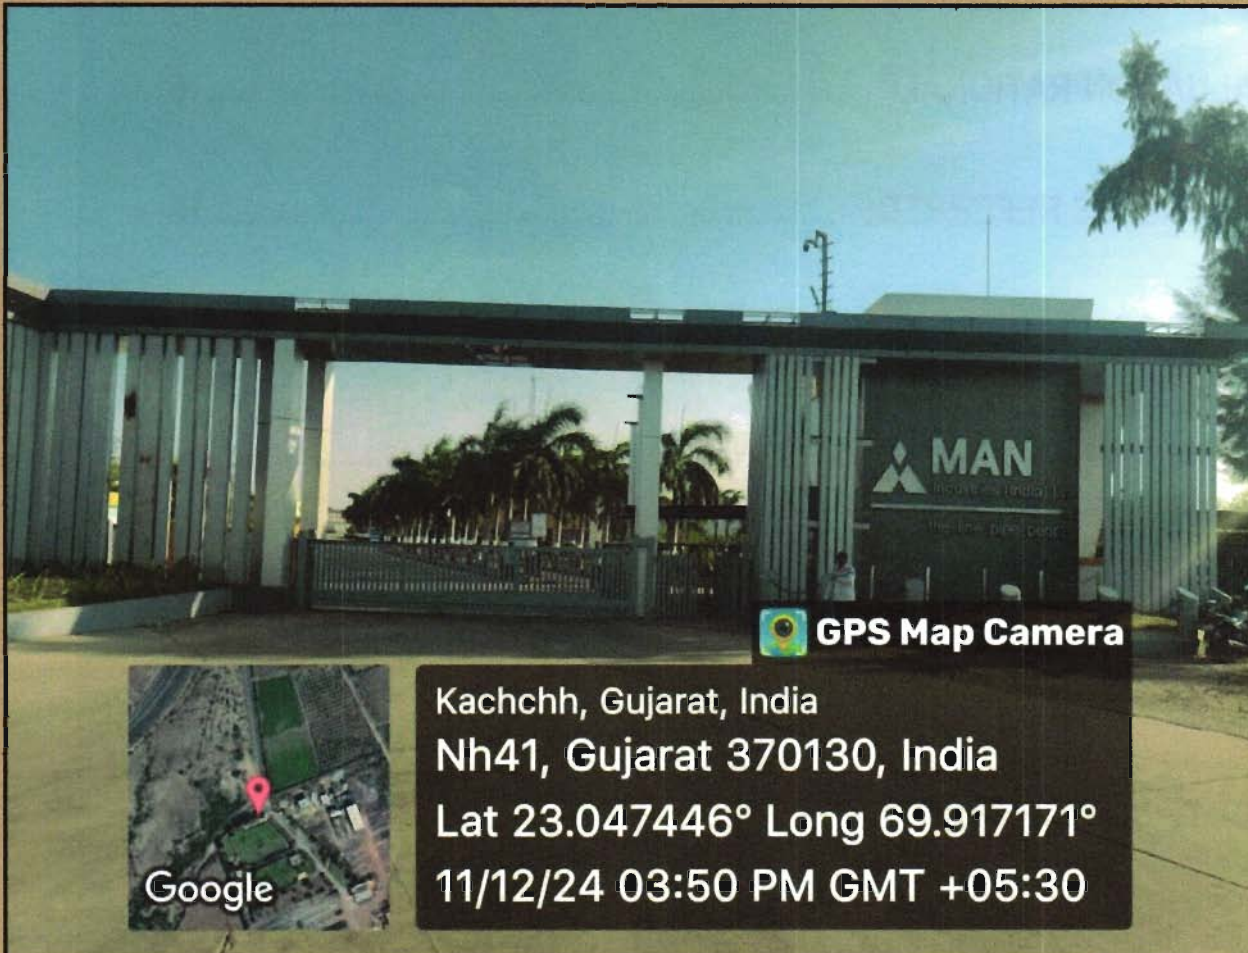 MAN
GPS Map Camera
Kachchh, Gujarat, India
Nh41, Gujarat 370130, India
Lat 23.047446° Long 69.917171°
11/12/24 03:50 PM GMT +05:30
Google